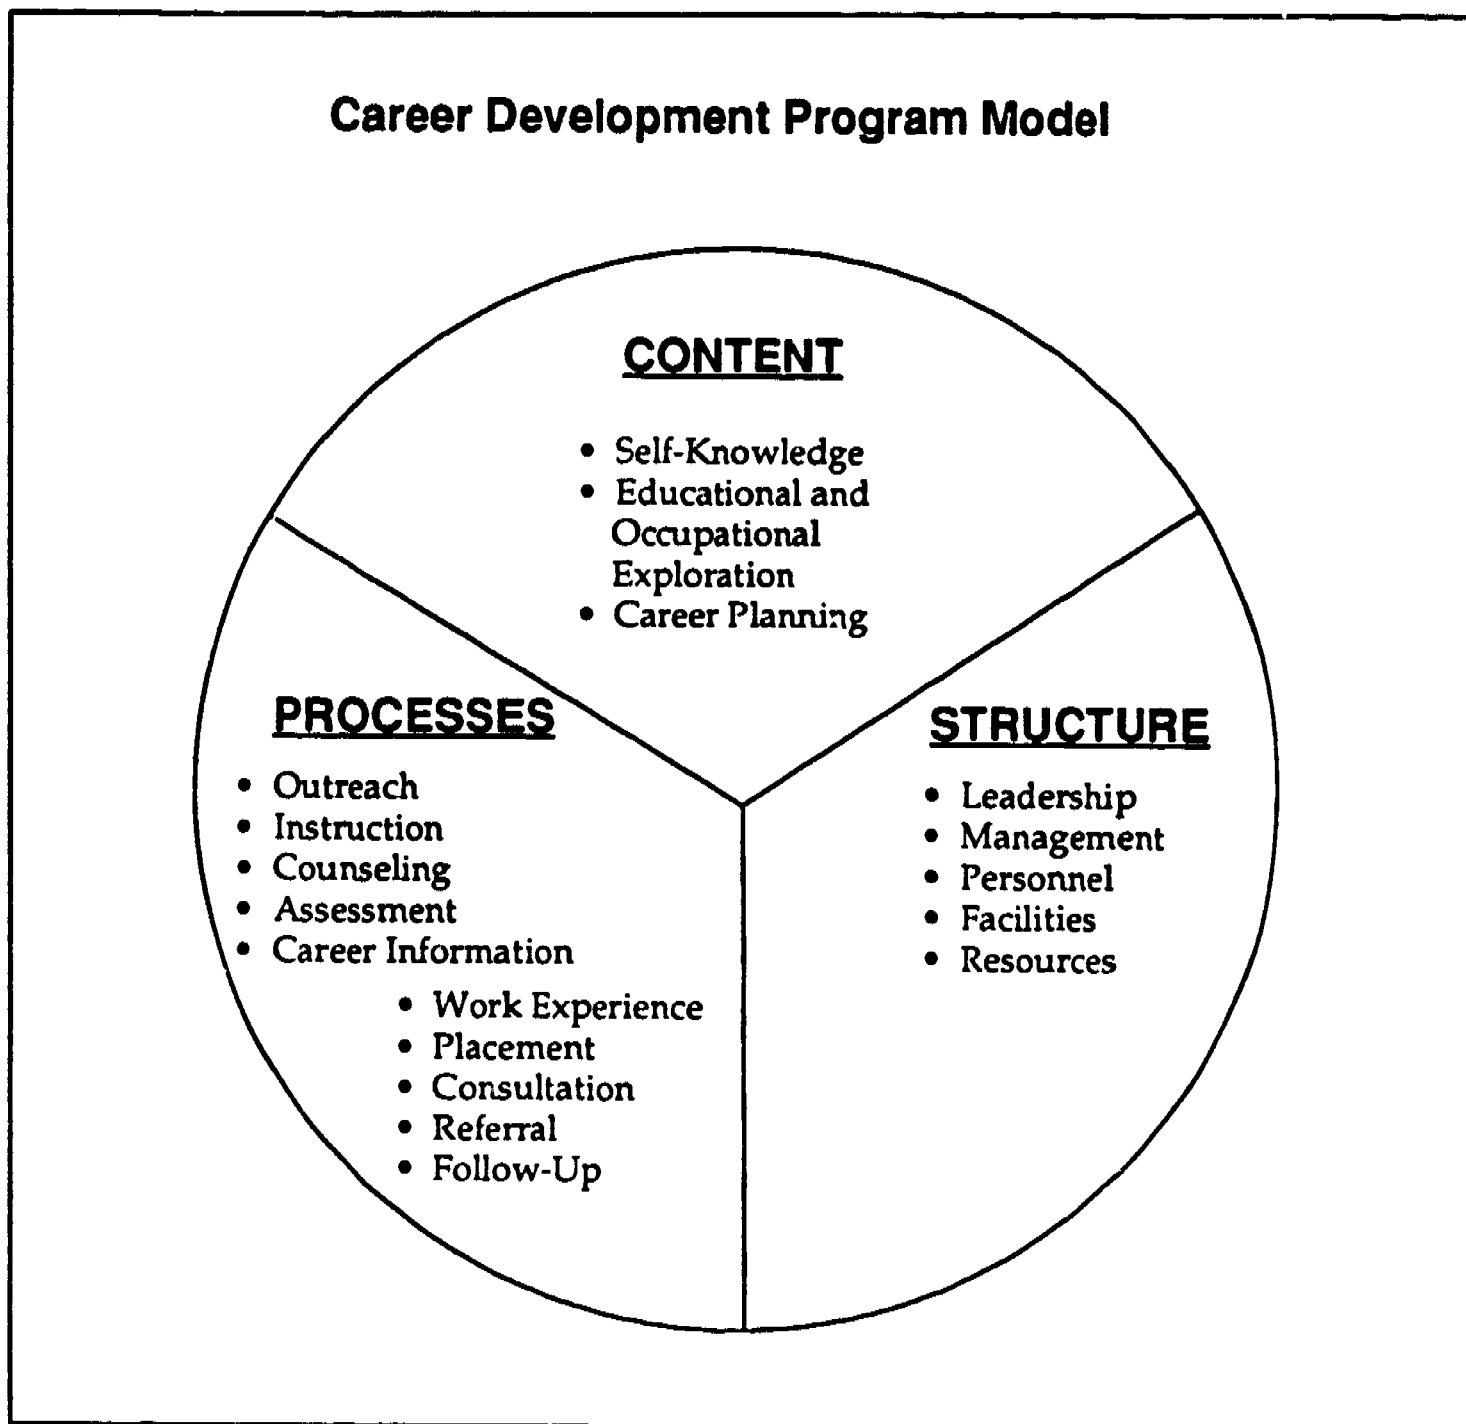 Career Development Program Model
CONTENT
• Self-Knowledge
• Educational and
Occupational
Exploration
• Career Planning
PROCESSES
• Outreach
• Instruction
• Counseling
• Assessment
• Career Information
• Work Experience
• Placement
• Consultation
• Referral
• Follow-Up
STRUCTURE
• Leadership
• Management
• Personnel
• Facilities
• Resources